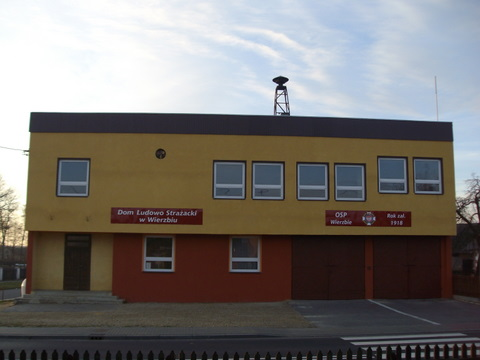 Dom Ludowo Strażacki
w Wierzbiu
OSP
Wierzbie
Rok zał.
1918